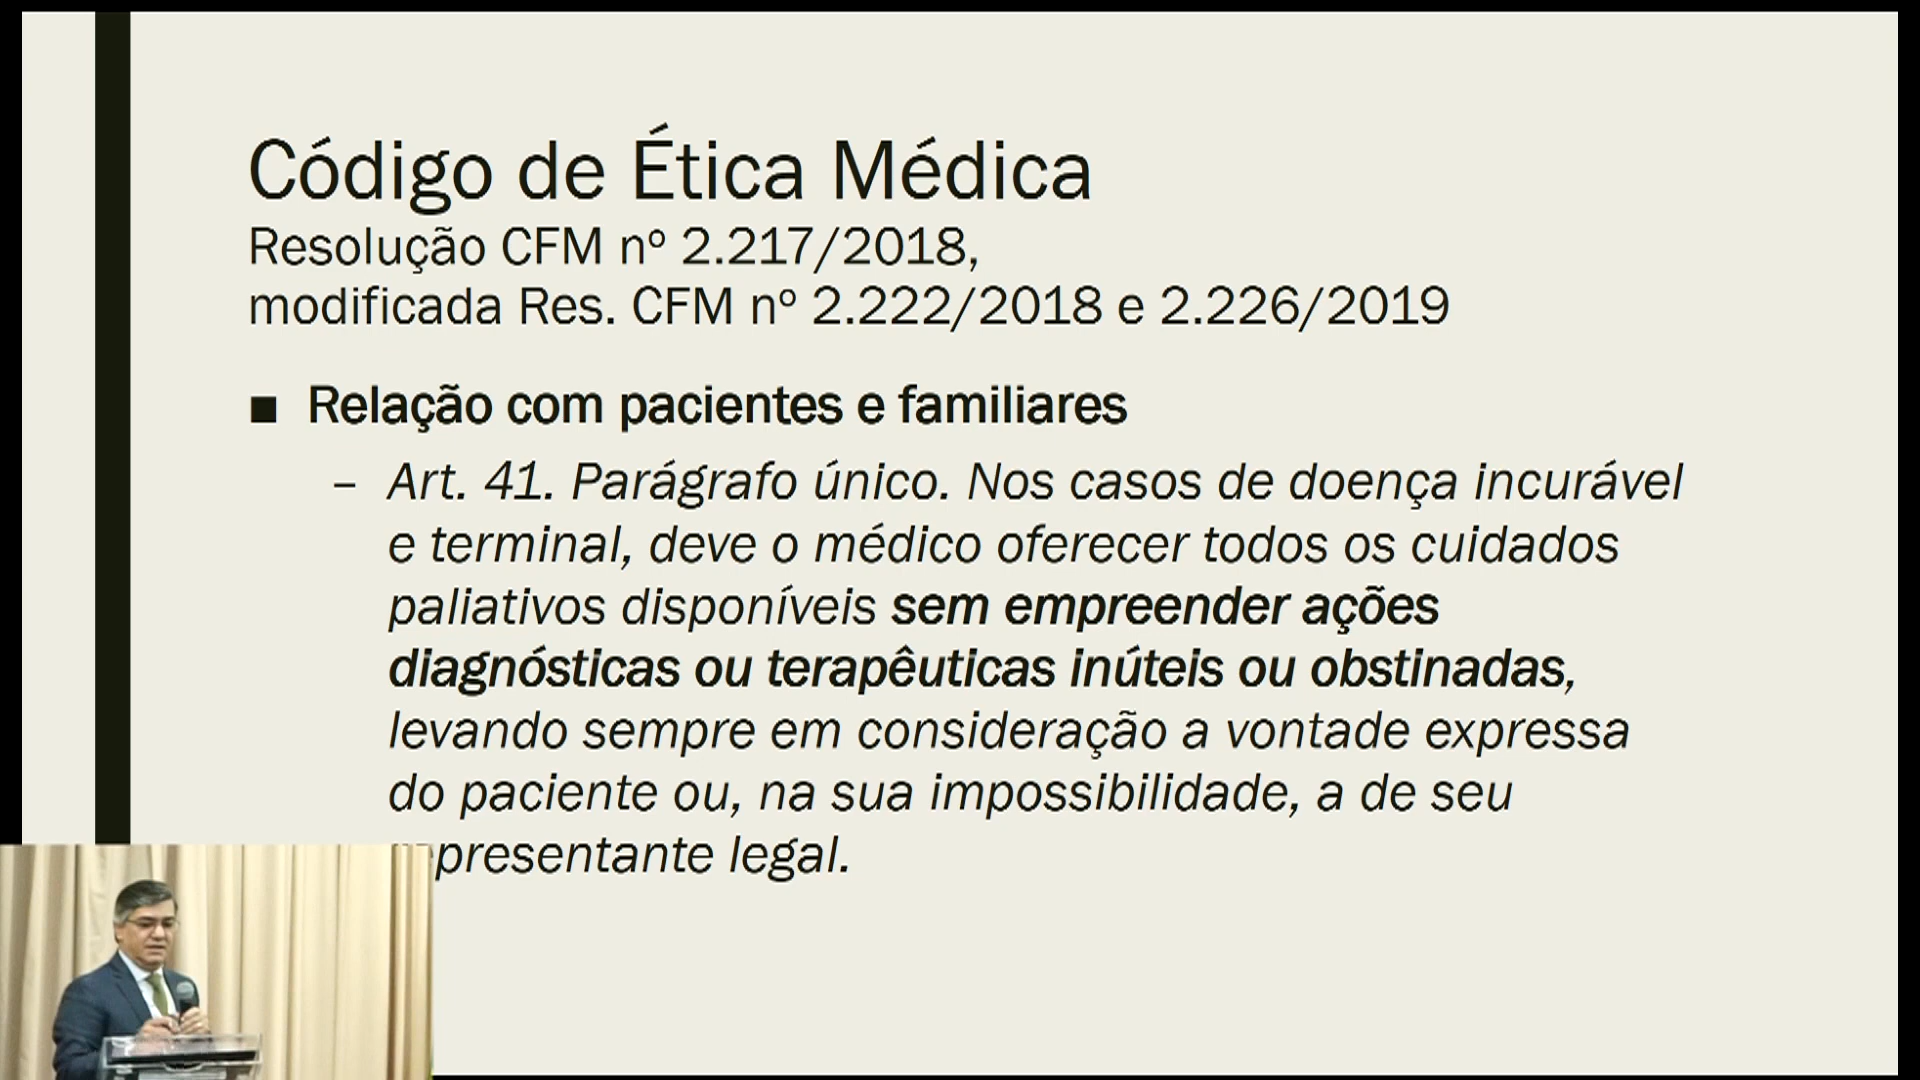 Código de Ética Médica
Resolução CFM nº 2.217/2018,
modificada Res. CFM nº 2.222/2018 e 2.226/2019
■ Relação com pacientes e familiares
– Art. 41. Parágrafo único. Nos casos de doença incurável
e terminal, deve o médico oferecer todos os cuidados
paliativos disponíveis sem empreender ações
diagnósticas ou terapêuticas inúteis ou obstinadas,
levando sempre em consideração a vontade expressa
do paciente ou, na sua impossibilidade, a de seu
representante legal.